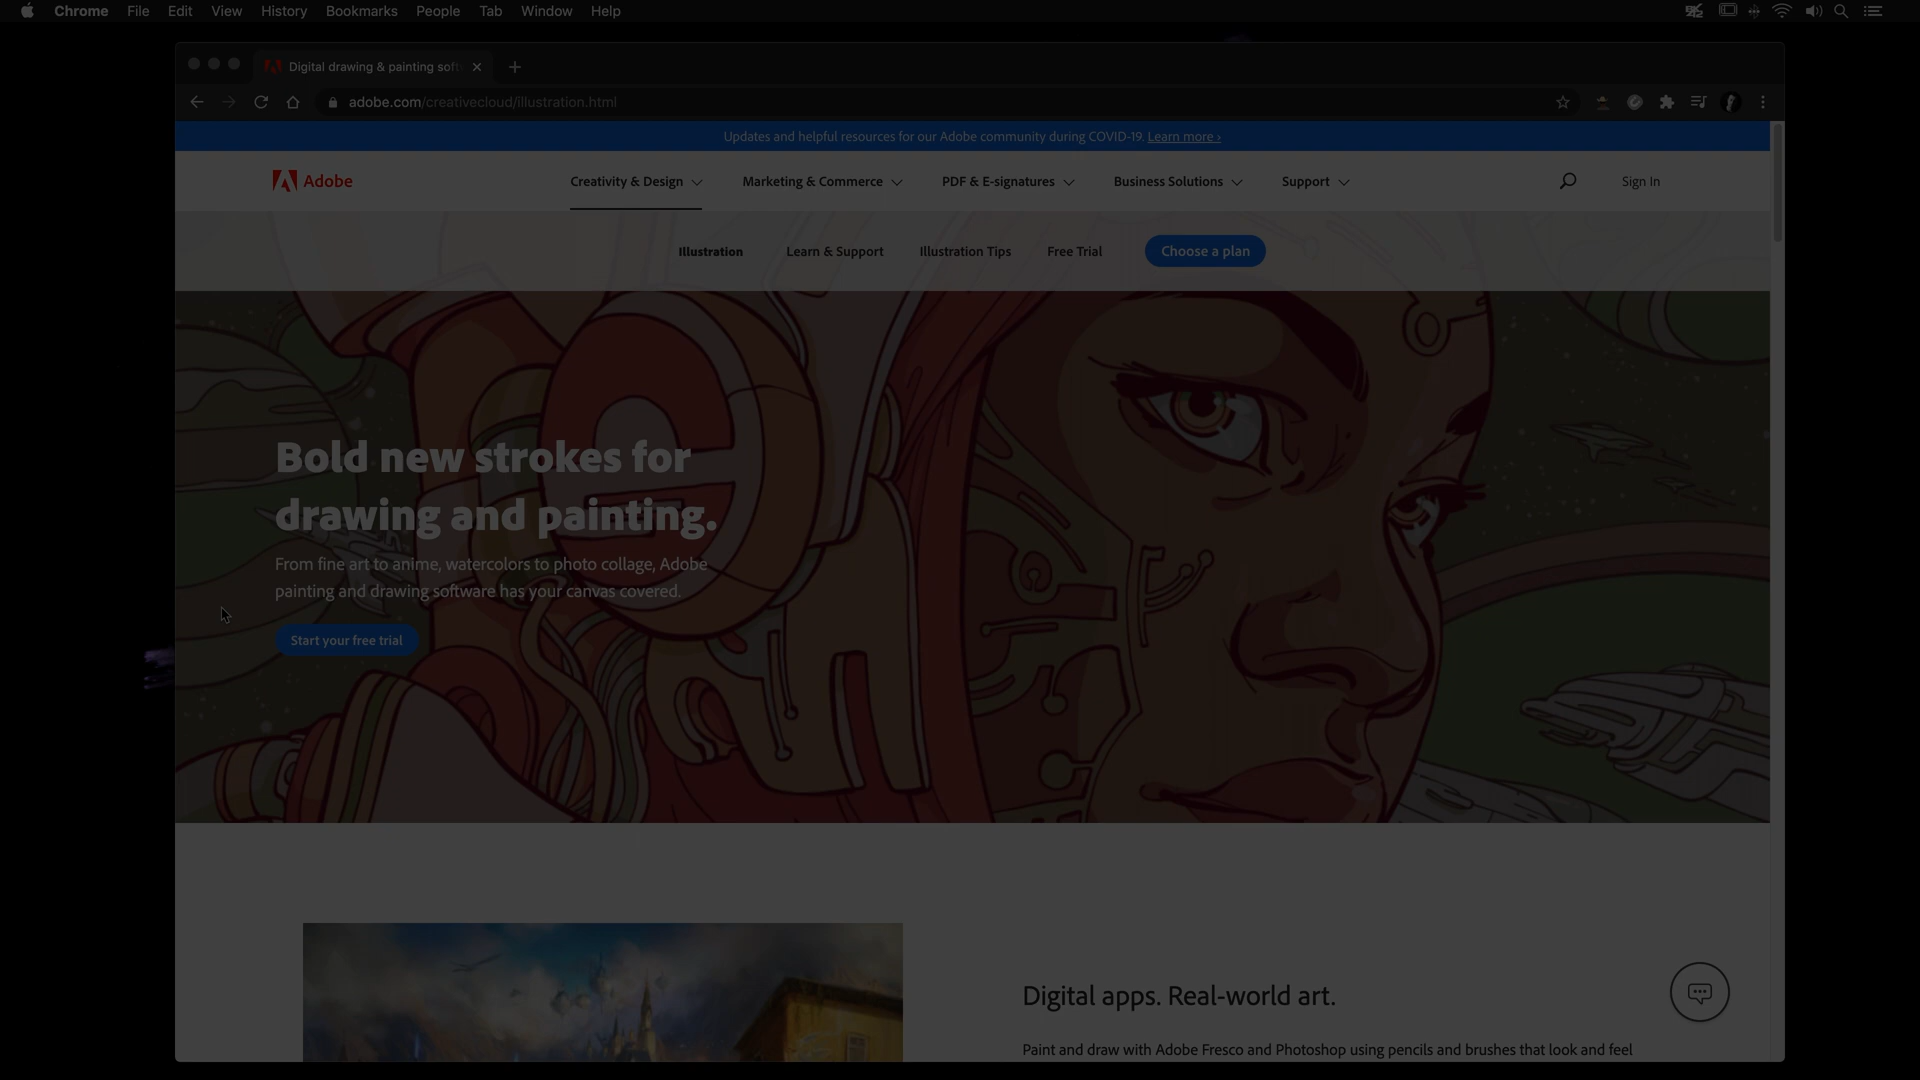 Chrome File Edit View History Bookmarks People Tab Window Help
Digital drawing & painting soft
adobe.com/creativecloud/illustration.html
Updates and helpful resources for our Adobe community during COVID-19. Learn more ›
Adobe Creativity & Design Marketing & Commerce PDF & E-signatures Business Solutions Support Sign In
Illustration Learn & Support Illustration Tips Free Trial Choose a plan
Bold new strokes for
drawing and painting.
From fine art to anime, watercolors to photo collage, Adobe
painting and drawing software has your canvas covered.
Start your free trial
Digital apps. Real-world art.
Paint and draw with Adobe Fresco and Photoshop using pencils and brushes that look and feel